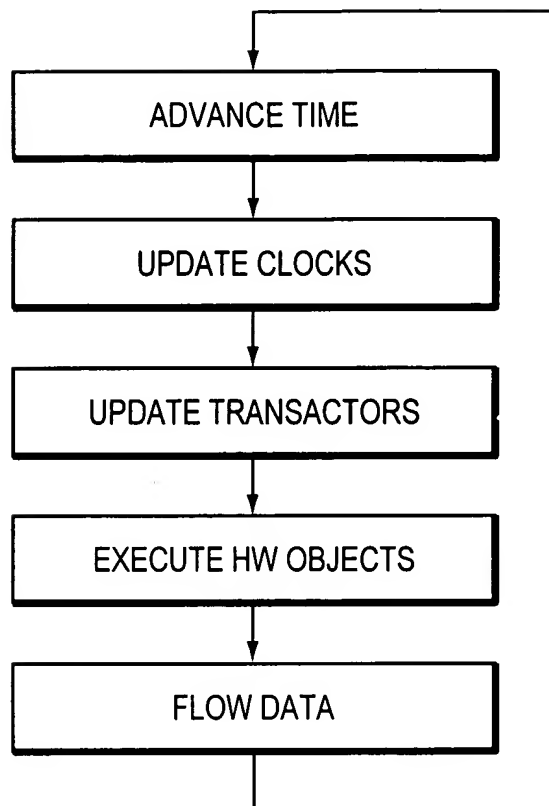 ADVANCE TIME
UPDATE CLOCKS
UPDATE TRANSACTORS
EXECUTE HW OBJECTS
FLOW DATA